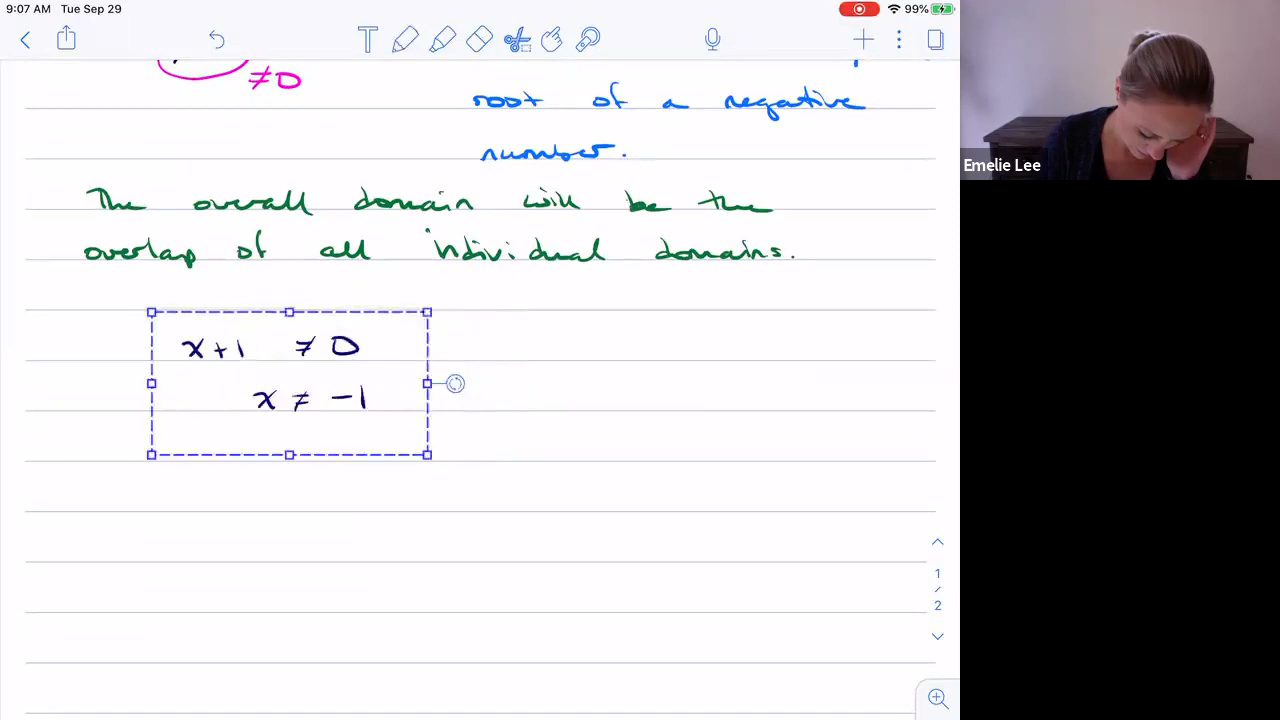 9:07 AM Tue Sep 29
99%
≠0
root of a negative
number.
The overall domain will be the
overlap of all individual domains.
x+1 ≠ 0
x ≠ -1
Emelie Lee
1
/
2